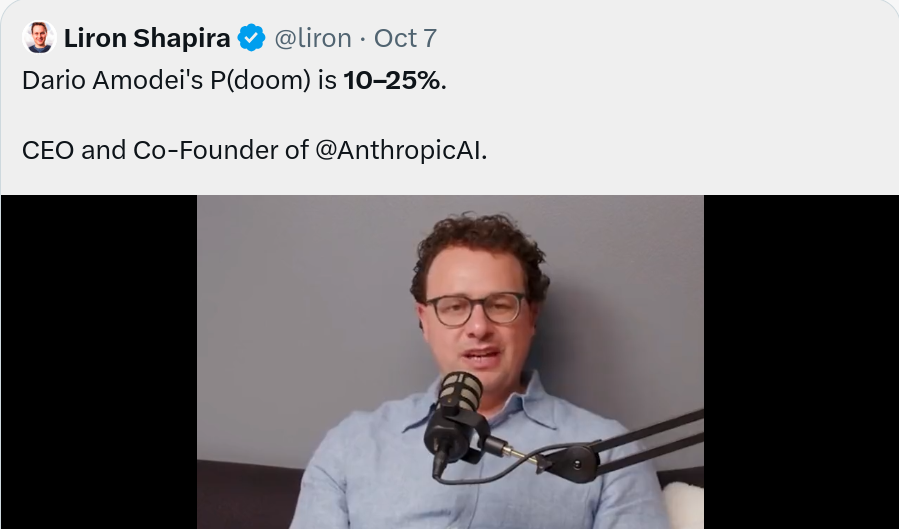 Liron Shapira @liron · Oct 7
Dario Amodei's P(doom) is 10–25%.
CEO and Co-Founder of @AnthropicAI.